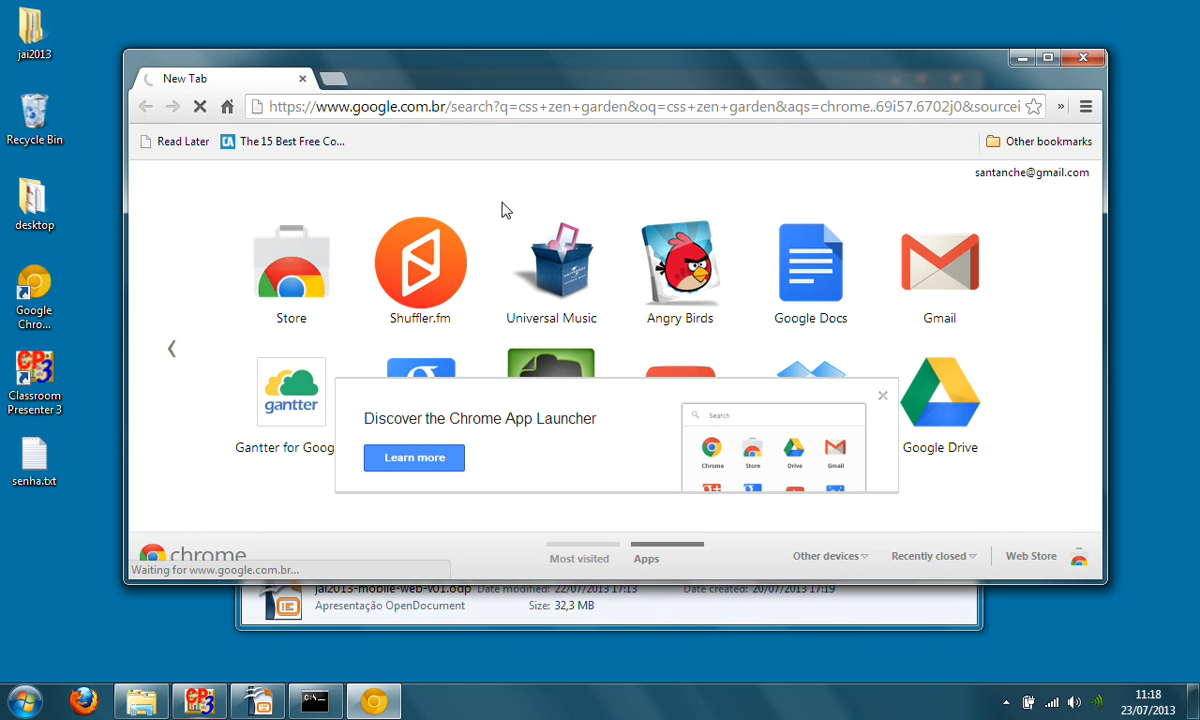 jai2013
Recycle Bin
desktop
Google
Chro...
Classroom
Presenter 3
senha.txt
New Tab
https://www.google.com.br/search?q=css+zen+garden&oq=css+zen+garden&aqs=chrome..69i57.6702j0&sourcei
»
Read Later
The 15 Best Free Co...
Other bookmarks
santanche@gmail.com
Store
Shuffler.fm
Universal Music
Angry Birds
Google Docs
Gmail
gantter
Gantter for Goog
Google Drive
Discover the Chrome App Launcher
Learn more
Search
Chrome
Store
Drive
Gmail
chrome
Waiting for www.google.com.br...
Most visited
Apps
Other devices
Recently closed
Web Store
jai2013-mobile-web-v01.odp
Date modified: 22/07/2013 17:13
Date created: 20/07/2013 17:19
Apresentação OpenDocument
Size: 32,3 MB
11:18
23/07/2013